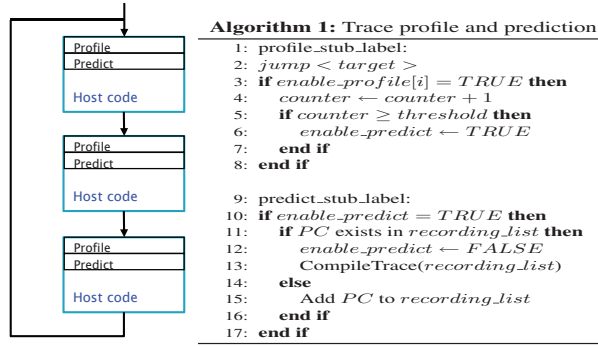 Profile
Predict
Host code
Profile
Predict
Host code
Profile
Predict
Host code
Algorithm 1: Trace profile and prediction
1: profile_stub_label:
2: jump < target >
3: if enable_profile[i] = TRUE then
4: counter ← counter + 1
5: if counter ≥ threshold then
6: enable_predict ← TRUE
7: end if
8: end if
9: predict_stub_label:
10: if enable_predict = TRUE then
11: if PC exists in recording_list then
12: enable_predict ← FALSE
13: CompileTrace(recording_list)
14: else
15: Add PC to recording_list
16: end if
17: end if